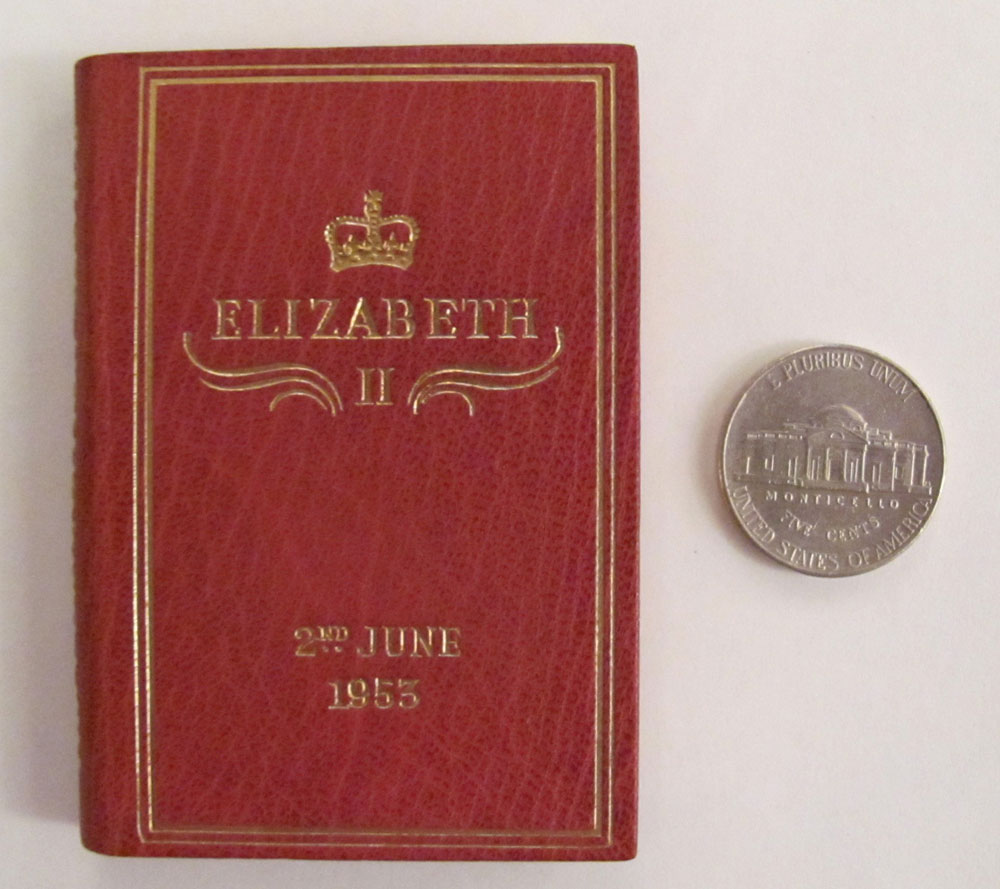 ELIZABETH
II
2ND JUNE
1953
E PLURIBUS UNUM
MONTICELLO
FIVE CENTS
UNITED STATES OF AMERICA